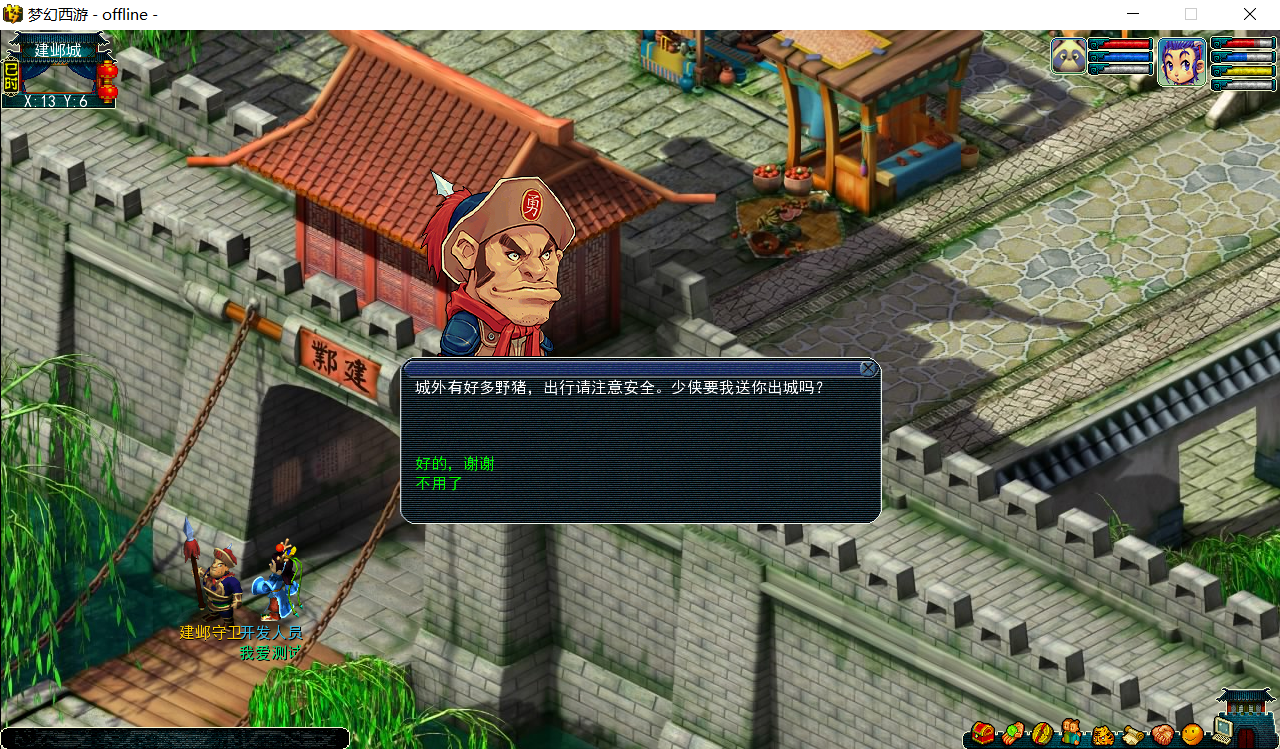 梦幻西游 - offline -
建邺城
巳时
X:13 Y:6
勇
鄴建
城外有好多野猪，出行请注意安全。少侠要我送你出城吗？
好的，谢谢
不用了
建邺守卫
开发人员
我爱测试